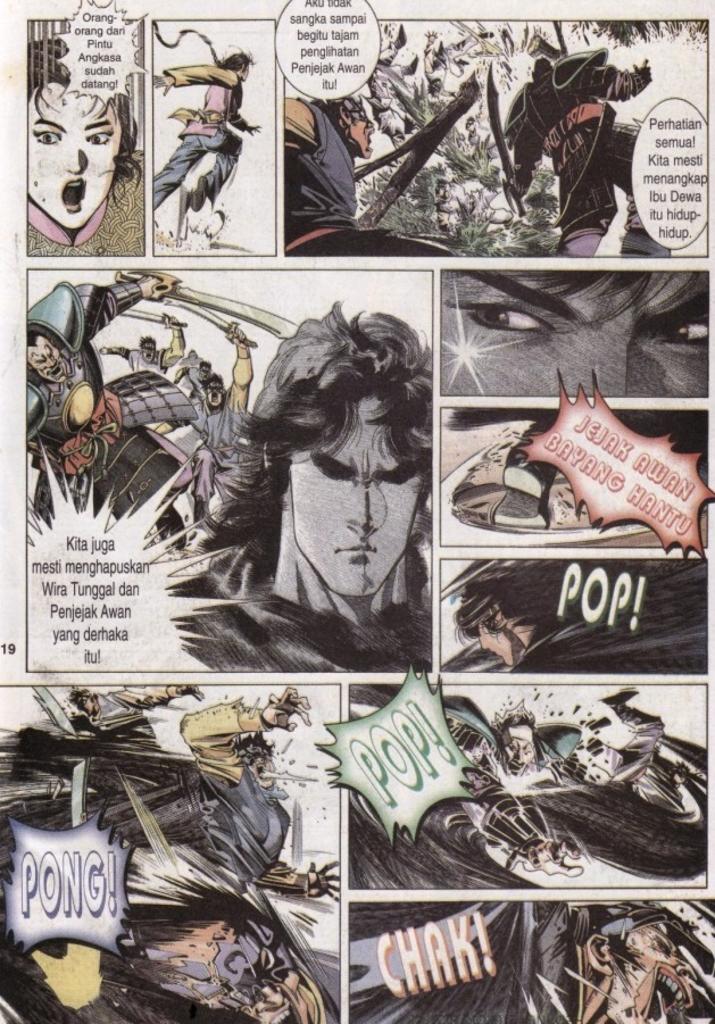 Orang-
orang dari
Pintu
Angkasa
sudah
datang!
Aku tidak
sangka sampai
begitu tajam
penglihatan
Penjejak Awan
itu!
Perhatian
semua!
Kita mesti
menangkap
Ibu Dewa
itu hidup-
hidup.
Kita juga
mesti menghapuskan
Wira Tunggal dan
Penjejak Awan
yang derhaka
itu!
JEJAK AWAN
BAYANG HANTU
POP!
19
PONG!
POP!
CHAK!